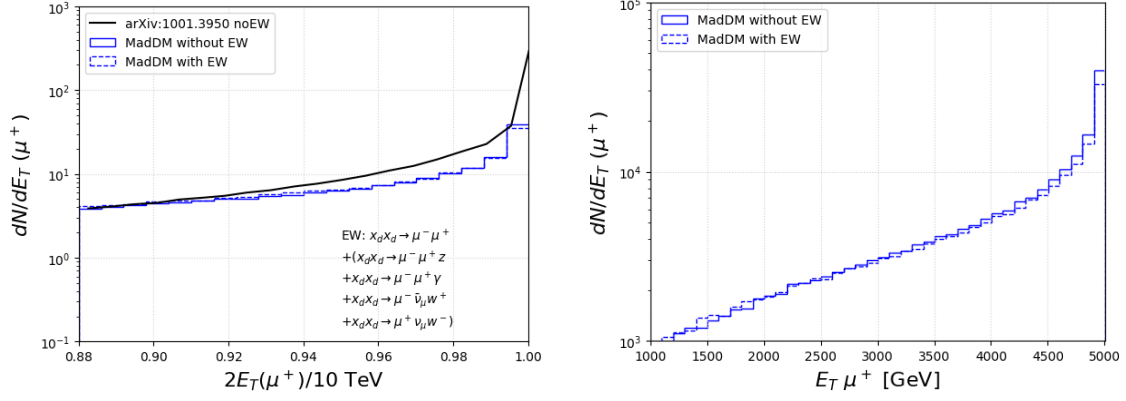 10³
10²
10¹
10⁰
10⁻¹
dN/dE_T (μ⁺)
arXiv:1001.3950 noEW
MadDM without EW
MadDM with EW
EW: x_d x_d → μ⁻ μ⁺
+(x_d x_d → μ⁻ μ⁺ z
+x_d x_d → μ⁻ μ⁺ γ
+x_d x_d → μ⁻ ν̄_μ w⁺
+x_d x_d → μ⁺ ν_μ w⁻)
0.88 0.90 0.92 0.94 0.96 0.98 1.00
2E_T(μ⁺)/10 TeV
10⁵
10⁴
10³
dN/dE_T (μ⁺)
MadDM without EW
MadDM with EW
1000 1500 2000 2500 3000 3500 4000 4500 5000
E_T μ⁺ [GeV]